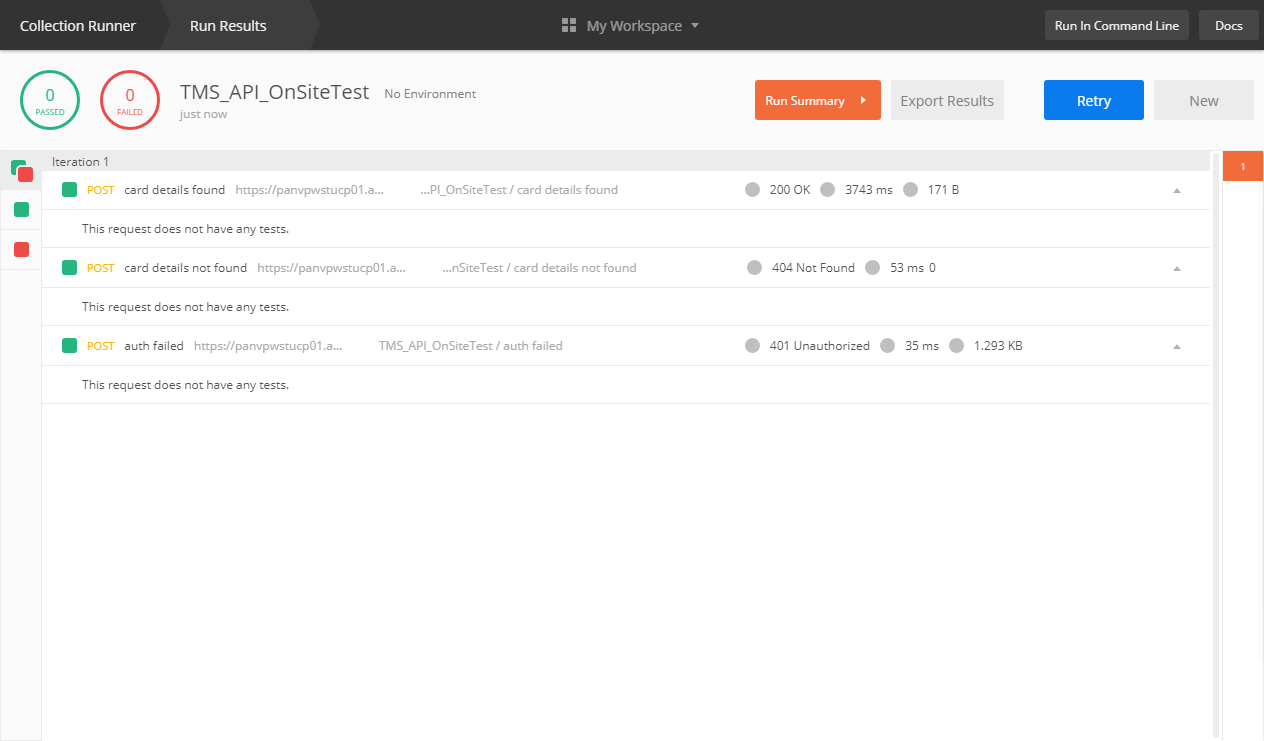 Collection Runner Run Results My Workspace Run In Command Line Docs
0 PASSED 0 FAILED TMS_API_OnSiteTest No Environment Run Summary Export Results Retry New
just now
Iteration 1 1
POST card details found https://panvpwstucp01.a... ...PI_OnSiteTest / card details found 200 OK 3743 ms 171 B
This request does not have any tests.
POST card details not found https://panvpwstucp01.a... ...nSiteTest / card details not found 404 Not Found 53 ms 0
This request does not have any tests.
POST auth failed https://panvpwstucp01.a... TMS_API_OnSiteTest / auth failed 401 Unauthorized 35 ms 1.293 KB
This request does not have any tests.